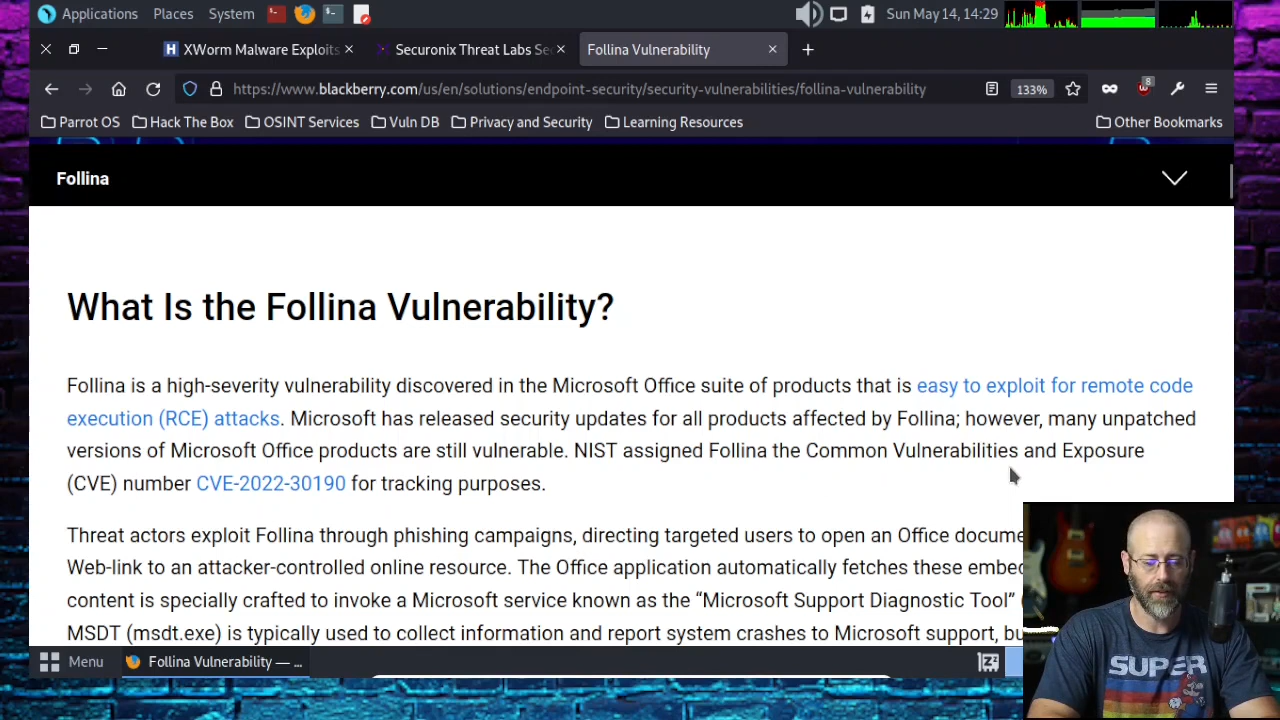 Applications Places System
Sun May 14, 14:29
XWorm Malware Exploits
Securonix Threat Labs Sec
Follina Vulnerability
https://www.blackberry.com/us/en/solutions/endpoint-security/security-vulnerabilities/follina-vulnerability
133%
8
Parrot OS
Hack The Box
OSINT Services
Vuln DB
Privacy and Security
Learning Resources
Other Bookmarks
Follina
What Is the Follina Vulnerability?
Follina is a high-severity vulnerability discovered in the Microsoft Office suite of products that is easy to exploit for remote code
execution (RCE) attacks. Microsoft has released security updates for all products affected by Follina; however, many unpatched
versions of Microsoft Office products are still vulnerable. NIST assigned Follina the Common Vulnerabilities and Exposure
(CVE) number CVE-2022-30190 for tracking purposes.
Threat actors exploit Follina through phishing campaigns, directing targeted users to open an Office docume
Web-link to an attacker-controlled online resource. The Office application automatically fetches these embed
content is specially crafted to invoke a Microsoft service known as the “Microsoft Support Diagnostic Tool” (
MSDT (msdt.exe) is typically used to collect information and report system crashes to Microsoft support, bu
Menu
Follina Vulnerability — ...
SUPER